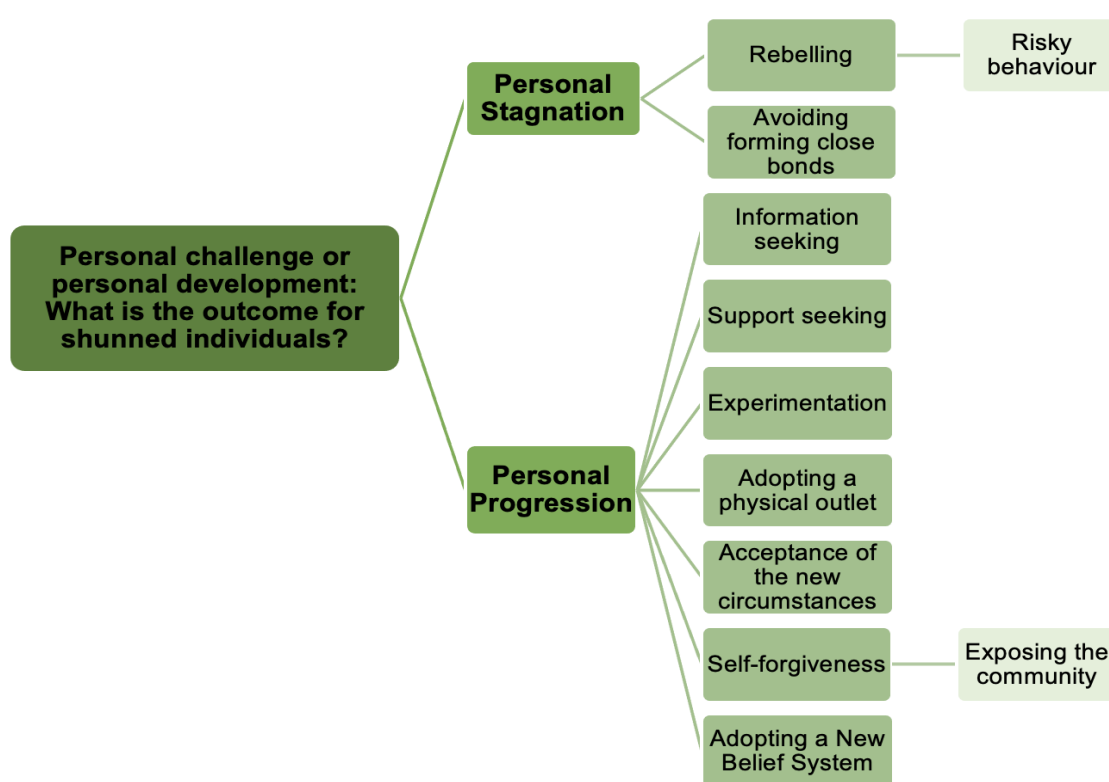 Personal challenge or
personal development:
What is the outcome for
shunned individuals?
Personal
Stagnation
Rebelling
Risky
behaviour
Avoiding
forming close
bonds
Personal
Progression
Information
seeking
Support seeking
Experimentation
Adopting a
physical outlet
Acceptance of
the new
circumstances
Self-forgiveness
Exposing the
community
Adopting a New
Belief System